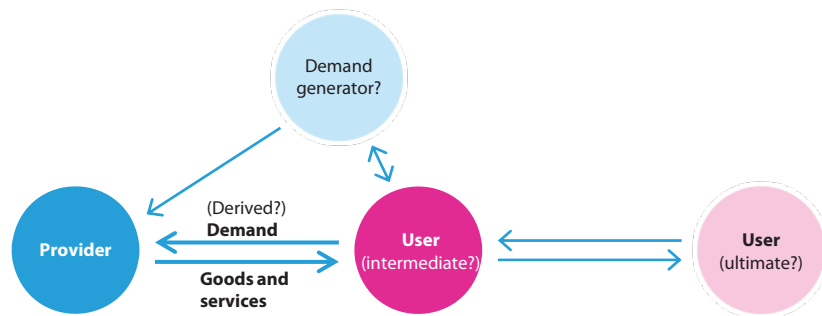 Demand
generator?
(Derived?)
Demand
Provider
User
(intermediate?)
User
(ultimate?)
Goods and
services